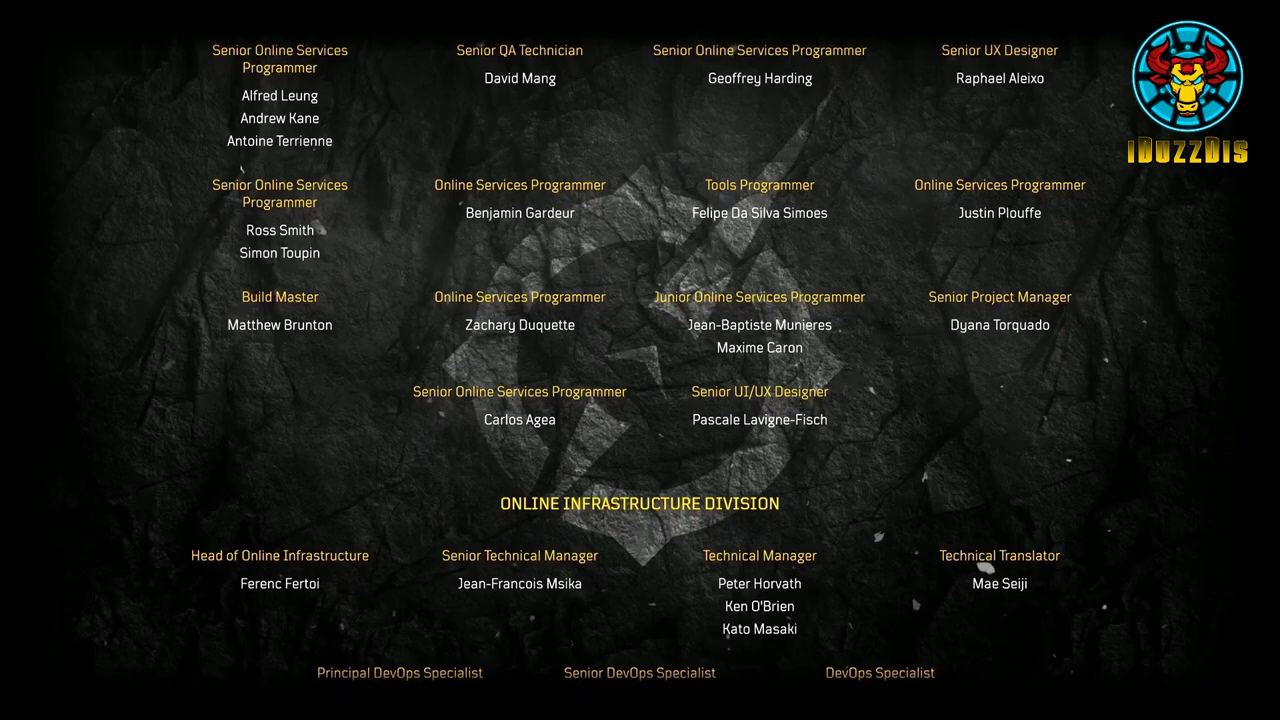 Senior Online Services
Programmer
Alfred Leung
Andrew Kane
Antoine Terrienne
Senior QA Technician
David Mang
Senior Online Services Programmer
Geoffrey Harding
Senior UX Designer
Raphael Aleixo
iDuzzDis
Senior Online Services
Programmer
Ross Smith
Simon Toupin
Online Services Programmer
Benjamin Gardeur
Tools Programmer
Felipe Da Silva Simoes
Online Services Programmer
Justin Plouffe
Build Master
Matthew Brunton
Online Services Programmer
Zachary Duquette
Junior Online Services Programmer
Jean-Baptiste Munieres
Maxime Caron
Senior Project Manager
Dyana Torquado
Senior Online Services Programmer
Carlos Agea
Senior UI/UX Designer
Pascale Lavigne-Fisch
ONLINE INFRASTRUCTURE DIVISION
Head of Online Infrastructure
Ferenc Fertoi
Senior Technical Manager
Jean-Francois Msika
Technical Manager
Peter Horvath
Ken O'Brien
Kato Masaki
Technical Translator
Mae Seiji
Principal DevOps Specialist
Senior DevOps Specialist
DevOps Specialist